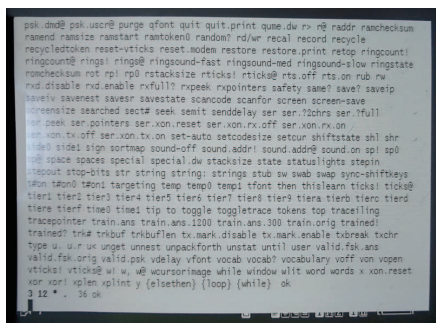 psk.dmd@ psk.uscr@ purge qfont quit quit.print qume.dw r> r@ raddr ramchecksum
ramend ramsize ramstart ramtoken0 random? rd/wr recal record recycle
recycledtoken reset-vticks reset.modem restore restore.print retop ringcount!
ringcount@ rings! rings@ ringsound-fast ringsound-med ringsound-slow ringstate
romchecksum rot rp! rp0 rstacksize rticks! rticks@ rts.off rts.on rub rw
rxd.disable rxd.enable rxfull? rxpeek rxpointers safety same? save? saveip
saveiv savenest savesr savestate scancode scanfor screen screen-save
screensize searched sect# seek semit senddelay ser ser.?2chrs ser.?full
ser.peek ser.pointers ser.xon.reset ser.xon.rx.off ser.xon.rx.on
ser.xon.tx.off ser.xon.tx.on set-auto setcodesize setcur shiftstate shl shr
side0 side1 sign sortmap sound-off sound.addr! sound.addr@ sound.on sp! sp0
sp@ space spaces special special.dw stacksize state statuslights stepin
stepout stop-bits str string string: strings stub sw swab swap sync-shiftkeys
t#on t#on0 t#on1 targeting temp temp0 temp1 tfont then thislearn ticks! ticks@
tier1 tier2 tier3 tier4 tier5 tier6 tier7 tier8 tier9 tiera tierb tierc tierd
tiere tierf time0 time1 tip to toggle toggletrace tokens top traceiling
tracepointer train.ans train.ans.1200 train.ans.300 train.orig trained!
trained? trk# trkbuf trkbuflen tx.mark.disable tx.mark.enable txbreak txchr
type u. u.r u< unget unnest unpackforth unstat until user valid.fsk.ans
valid.fsk.orig valid.psk vdelay vfont vocab vocab? vocabulary voff von vopen
vticks! vticks@ w! w, w@ wcursorimage while window wlit word words x xon.reset
xor xor! xplen xplint y {elsethen} {loop} {while} ok
3 12 * . 36 ok